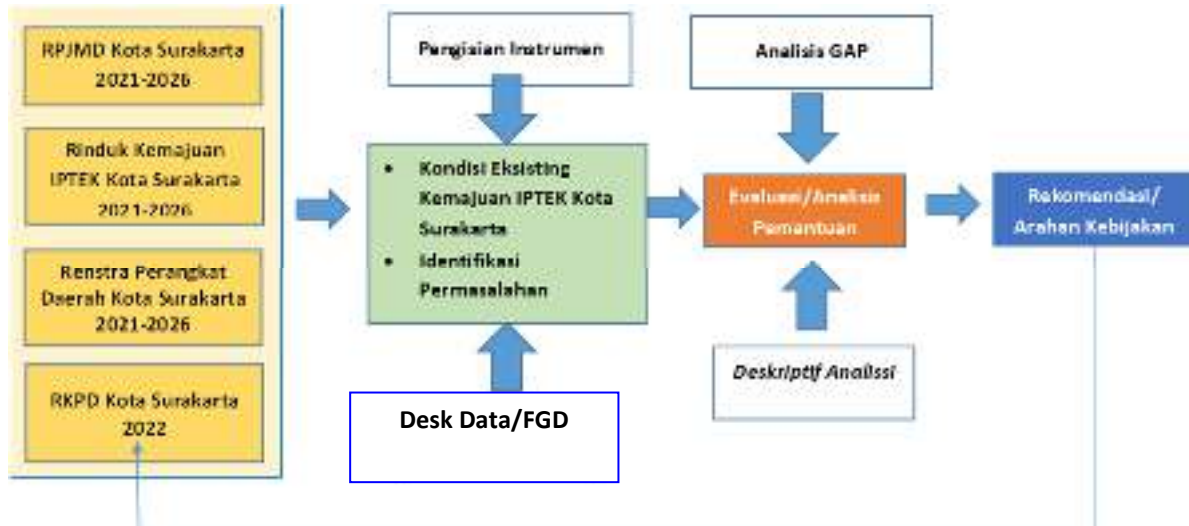 RPJMD Kota Surakarta
2021-2026
Rinduk Kemajuan
IPTEK Kota Surakarta
2021-2026
Renstra Perangkat
Daerah Kota Surakarta
2021-2026
RKPD Kota Surakarta
2022
Pengisian Instrumen
• Kondisi Eksisting
Kemajuan IPTEK Kota
Surakarta
• Identifikasi
Permasalahan
Desk Data/FGD
Analisis GAP
Evaluasi/Analisis
Pemantuan
Deskriptif Analissi
Rekomendasi/
Arahan Kebijakan